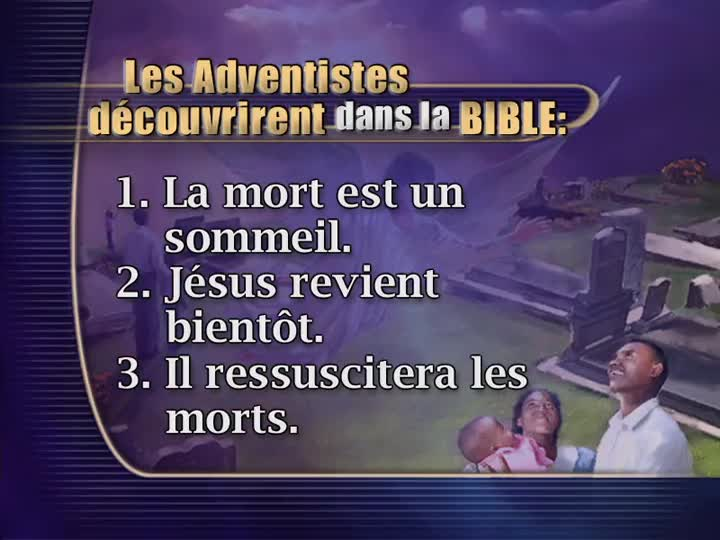 Les Adventistes
découvrirent dans la BIBLE:
1. La mort est un
sommeil.
2. Jésus revient
bientôt.
3. Il ressuscitera les
morts.